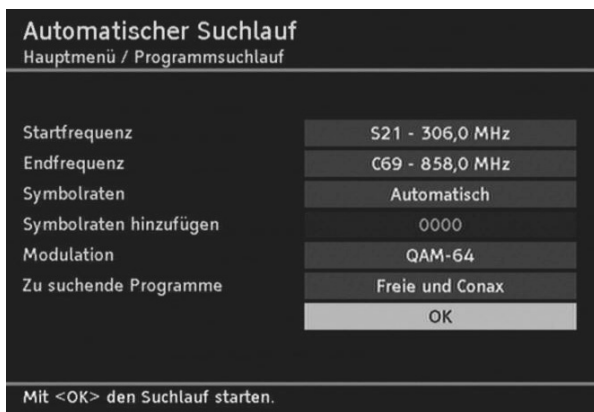 Automatischer Suchlauf
Hauptmenü / Programmsuchlauf
Startfrequenz S21 - 306,0 MHz
Endfrequenz C69 - 858,0 MHz
Symbolraten Automatisch
Symbolraten hinzufügen 0000
Modulation QAM-64
Zu suchende Programme Freie und Conax
OK
Mit <OK> den Suchlauf starten.